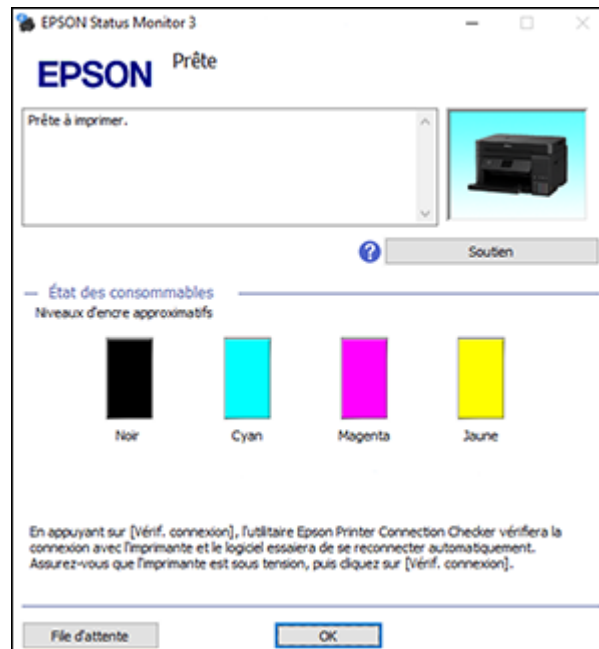 EPSON Status Monitor 3
EPSON
Prête
Prête à imprimer.
?
Soutien
État des consommables
Niveaux d'encre approximatifs
Noir Cyan Magenta Jaune
En appuyant sur [Vérif. connexion], l'utilitaire Epson Printer Connection Checker vérifiera la
connexion avec l'imprimante et le logiciel essaiera de se reconnecter automatiquement.
Assurez-vous que l'imprimante est sous tension, puis cliquez sur [Vérif. connexion].
File d'attente OK